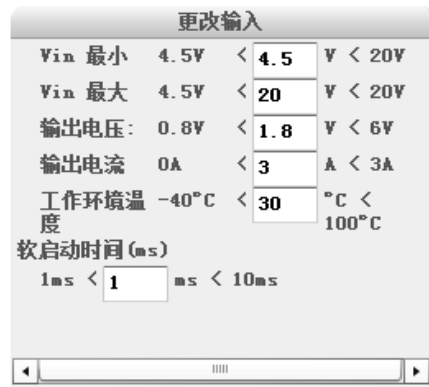 更改输入
Vin 最小 4.5V < 4.5 V < 20V
Vin 最大 4.5V < 20 V < 20V
输出电压: 0.8V < 1.8 V < 6V
输出电流 0A < 3 A < 3A
工作环境温度 -40°C < 30 °C < 100°C
软启动时间(ms)
1ms < 1 ms < 10ms